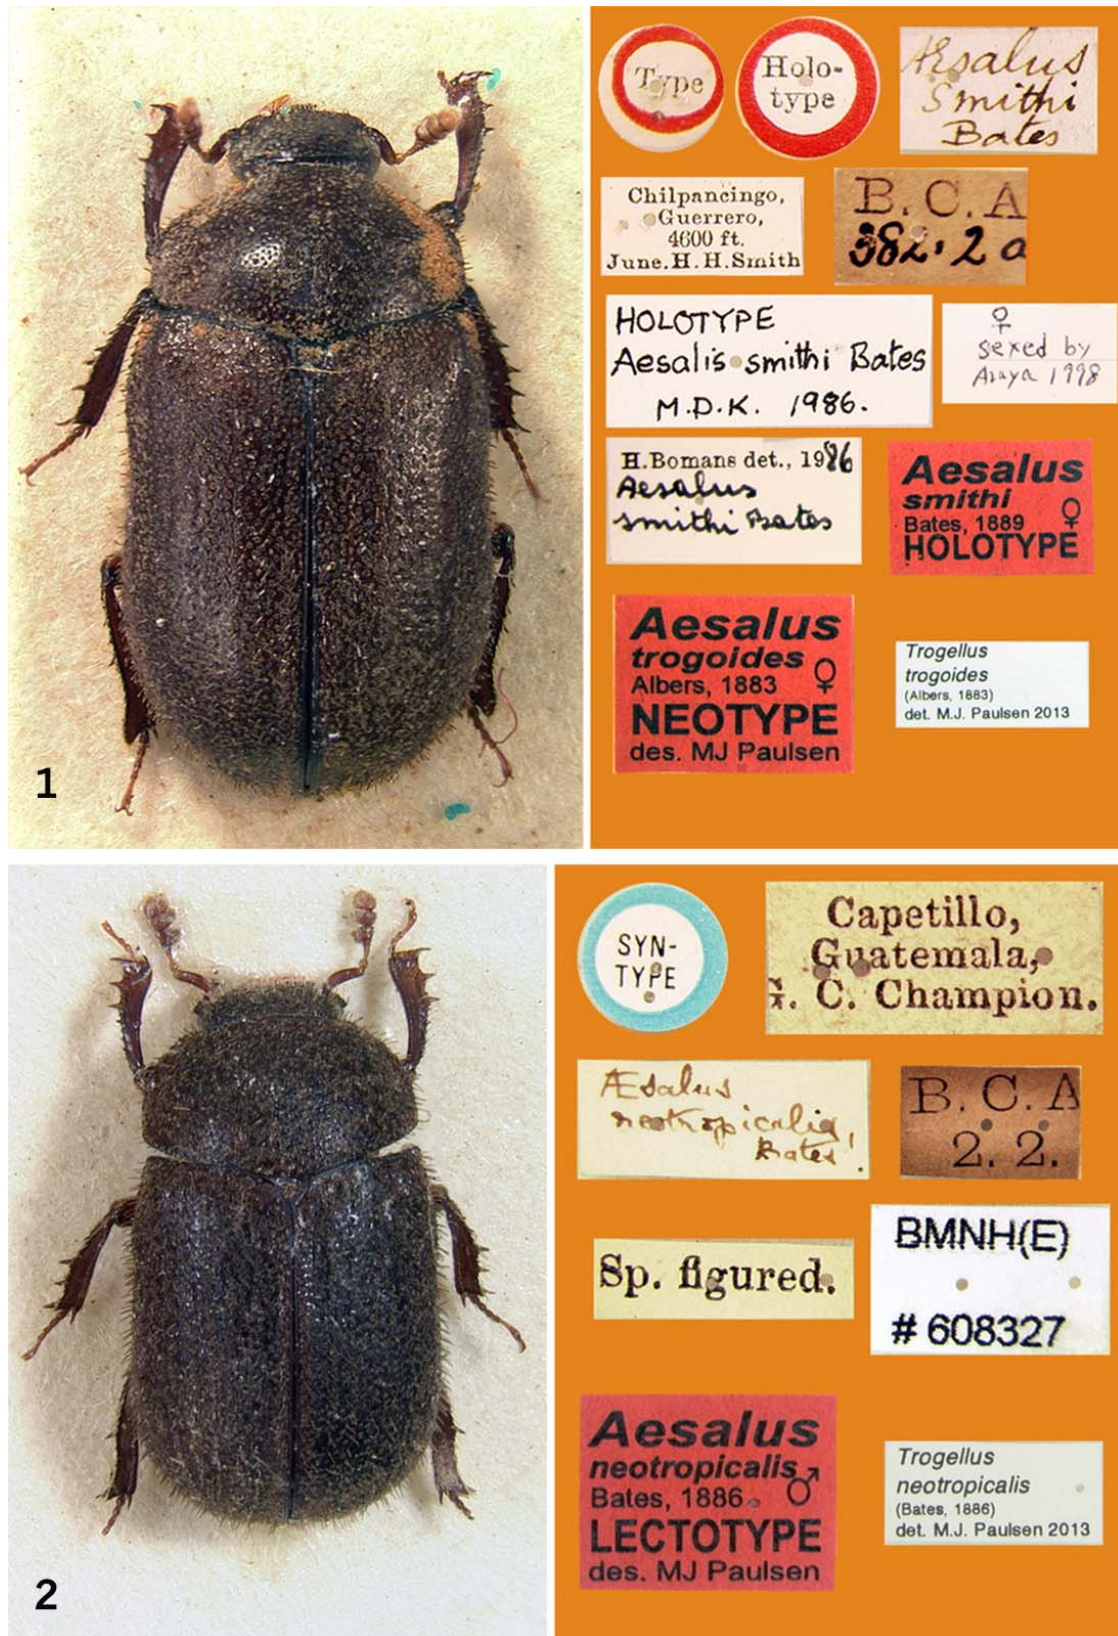 Type
Holo-
type
Æsalus
Smithi
Bates
Chilpancingo,
Guerrero,
4600 ft.
June. H. H. Smith
B. C. A
382. 2 a
HOLOTYPE
Aesalis smithi Bates
M.D.K. 1986.
♀
sexed by
Araya 1998
H. Bomans det., 1986
Aesalus
smithi Bates
Aesalus
smithi
Bates, 1889 ♀
HOLOTYPE
Aesalus
trogoides
Albers, 1883 ♀
NEOTYPE
des. MJ Paulsen
Trogellus
trogoides
(Albers, 1883)
det. M.J. Paulsen 2013
1
SYN-
TYPE
Capetillo,
Guatemala,
G. C. Champion.
Æsalus
neotropicalis,
Bates.
B. C. A
2. 2.
Sp. figured.
BMNH(E)
# 608327
Aesalus
neotropicalis
Bates, 1886 ♂
LECTOTYPE
des. MJ Paulsen
Trogellus
neotropicalis
(Bates, 1886)
det. M.J. Paulsen 2013
2